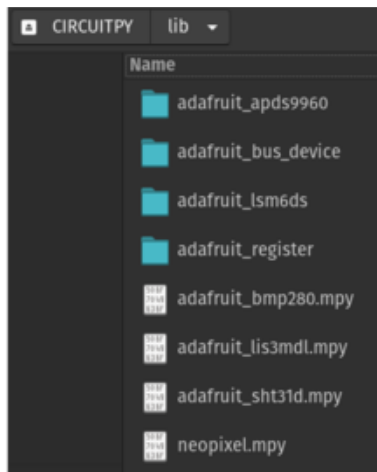 CIRCUITPY lib
Name
adafruit_apds9960
adafruit_bus_device
adafruit_lsm6ds
adafruit_register
adafruit_bmp280.mpy
adafruit_lis3mdl.mpy
adafruit_sht31d.mpy
neopixel.mpy